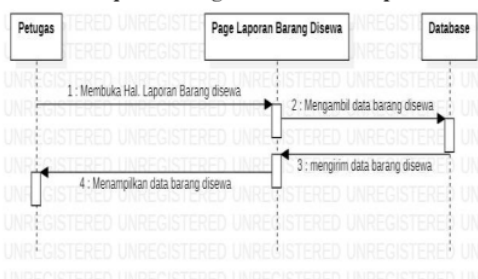 Petugas
Page Laporan Barang Disewa
Database
1 : Membuka Hal. Laporan Barang disewa
2 : Mengambil data barang disewa
3 : mengirim data barang disewa
4 : Menampilkan data barang disewa